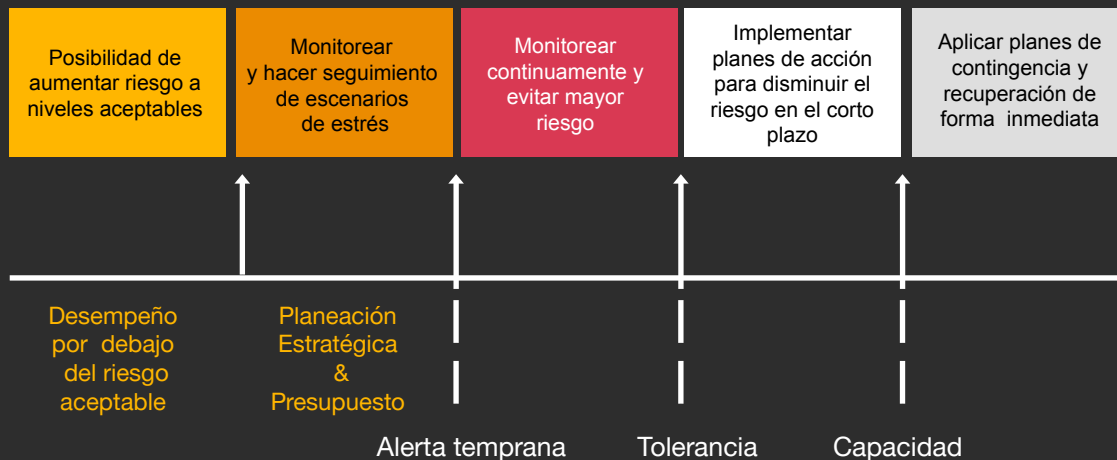 Posibilidad de
aumentar riesgo a
niveles aceptables
Monitorear
y hacer seguimiento
de escenarios
de estrés
Monitorear
continuamente y
evitar mayor
riesgo
Implementar
planes de acción
para disminuir el
riesgo en el corto
plazo
Aplicar planes de
contingencia y
recuperación de
forma inmediata
Desempeño
por debajo
del riesgo
aceptable
Planeación
Estratégica
&
Presupuesto
Alerta temprana
Tolerancia
Capacidad